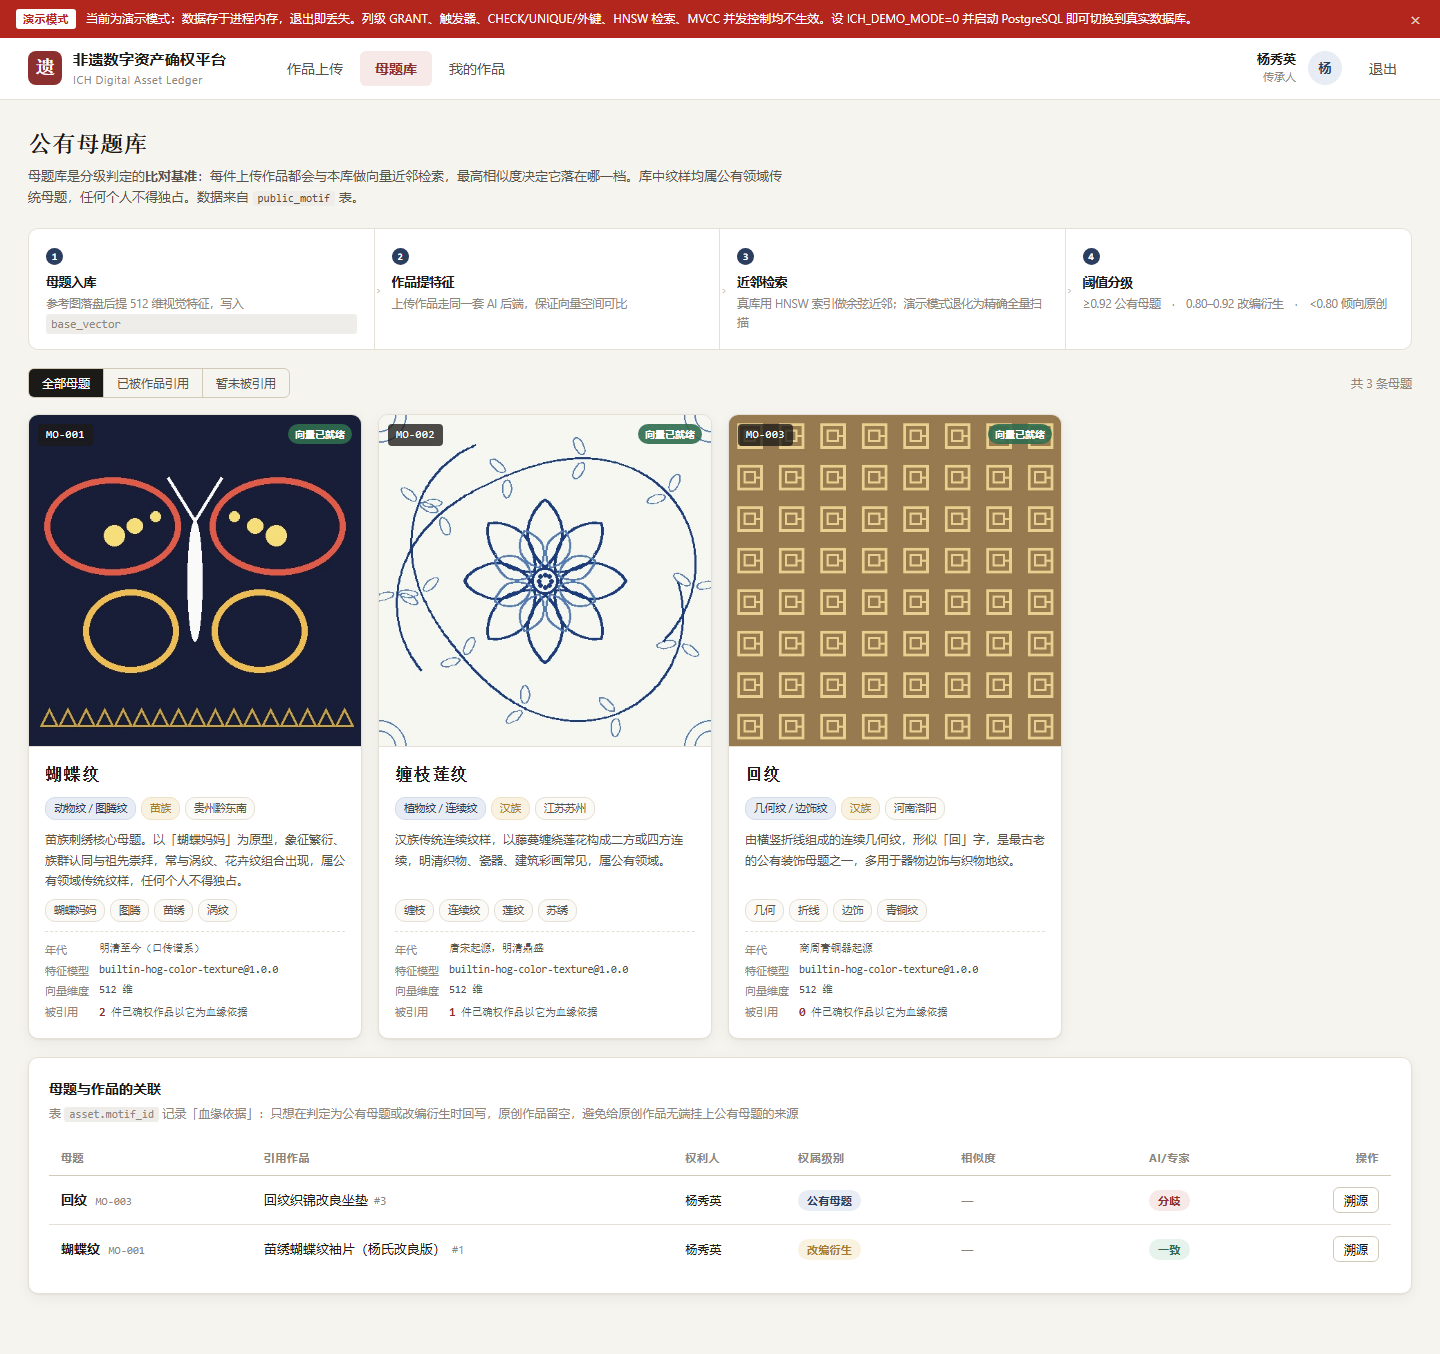 演示模式 当前为演示模式：数据存于进程内存，退出即丢失。列级 GRANT、触发器、CHECK/UNIQUE/外键、HNSW 检索、MVCC 并发控制均不生效。设 ICH_DEMO_MODE=0 并启动 PostgreSQL 即可切换到真实数据库。 ×
遗 非遗数字资产确权平台
ICH Digital Asset Ledger
作品上传 母题库 我的作品
杨秀英
传承人
杨 退出
公有母题库
母题库是分级判定的比对基准：每件上传作品都会与本库做向量近邻检索，最高相似度决定它落在哪一档。库中纹样均属公有领域传
统母题，任何个人不得独占。数据来自 public_motif 表。
1
母题入库
参考图落盘后提 512 维视觉特征，写入
base_vector
›
2
作品提特征
上传作品走同一套 AI 后端，保证向量空间可比
›
3
近邻检索
真库用 HNSW 索引做余弦近邻；演示模式退化为精确全量扫
描
›
4
阈值分级
≥0.92 公有母题 · 0.80–0.92 改编衍生 · <0.80 倾向原创
全部母题 已被作品引用 暂未被引用 共 3 条母题
MO-001 向量已就绪
蝴蝶纹
动物纹 / 图腾纹 苗族 贵州黔东南
苗族刺绣核心母题。以「蝴蝶妈妈」为原型，象征繁衍、
族群认同与祖先崇拜，常与涡纹、花卉纹组合出现，属公
有领域传统纹样，任何个人不得独占。
蝴蝶妈妈 图腾 苗绣 涡纹
年代 明清至今（口传谱系）
特征模型 builtin-hog-color-texture@1.0.0
向量维度 512 维
被引用 2 件已确权作品以它为血缘依据
MO-002 向量已就绪
缠枝莲纹
植物纹 / 连续纹 汉族 江苏苏州
汉族传统连续纹样，以藤蔓缠绕莲花构成二方或四方连
续，明清织物、瓷器、建筑彩画常见，属公有领域。
缠枝 连续纹 莲纹 苏绣
年代 唐宋起源，明清鼎盛
特征模型 builtin-hog-color-texture@1.0.0
向量维度 512 维
被引用 1 件已确权作品以它为血缘依据
MO-003 向量已就绪
回纹
几何纹 / 边饰纹 汉族 河南洛阳
由横竖折线组成的连续几何纹，形似「回」字，是最古老
的公有装饰母题之一，多用于器物边饰与织物地纹。
几何 折线 边饰 青铜纹
年代 商周青铜器起源
特征模型 builtin-hog-color-texture@1.0.0
向量维度 512 维
被引用 0 件已确权作品以它为血缘依据
母题与作品的关联
表 asset.motif_id 记录「血缘依据」：只想在判定为公有母题或改编衍生时回写，原创作品留空，避免给原创作品无端挂上公有母题的来源
母题 引用作品 权利人 权属级别 相似度 AI/专家 操作
回纹 MO-003 回纹织锦改良坐垫 #3 杨秀英 公有母题 — 分歧 溯源
蝴蝶纹 MO-001 苗绣蝴蝶纹袖片（杨氏改良版） #1 杨秀英 改编衍生 — 一致 溯源